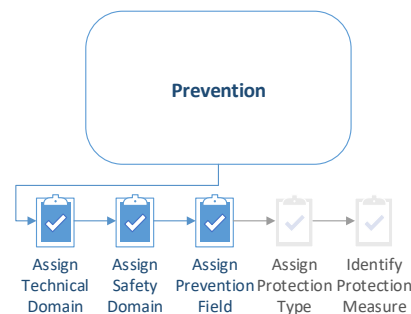 Prevention
Assign Assign Assign Assign Identify
Technical Safety Prevention Protection Protection
Domain Domain Field Type Measure